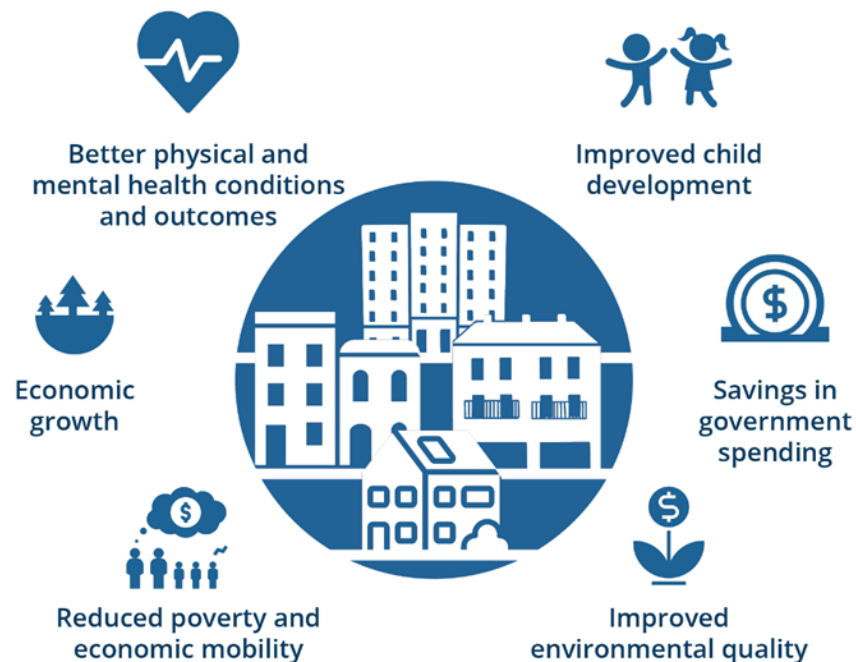 Better physical and
mental health conditions
and outcomes
Improved child
development
$
Economic
growth
Savings in
government
spending
$
$
Reduced poverty and
economic mobility
Improved
environmental quality